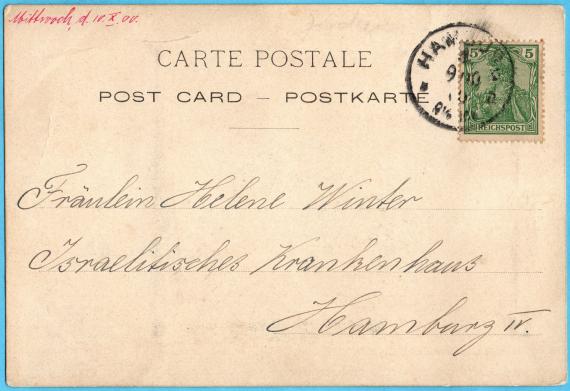 Mittwoch, d. 10. X. 00.
CARTE POSTALE
POST CARD – POSTKARTE
5 5
REICHSPOST
Fräulein Helene Winter
Israelitisches Krankenhaus
Hamburg IV.